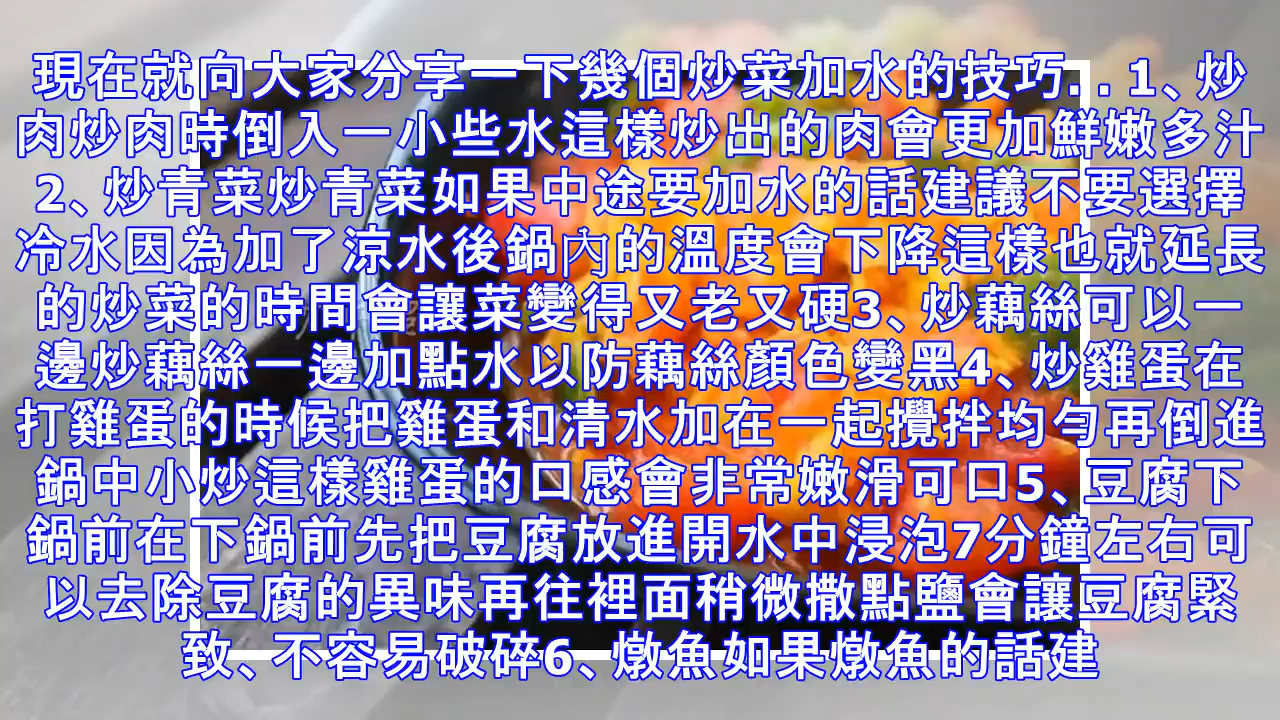 現在就向大家分享一下幾個炒菜加水的技巧. . 1、炒
肉炒肉時倒入一小些水這樣炒出的肉會更加鮮嫩多汁
2、炒青菜炒青菜如果中途要加水的話建議不要選擇
冷水因為加了涼水後鍋內的溫度會下降這樣也就延長
的炒菜的時間會讓菜變得又老又硬3、炒藕絲可以一
邊炒藕絲一邊加點水以防藕絲顏色變黑4、炒雞蛋在
打雞蛋的時候把雞蛋和清水加在一起攪拌均勻再倒進
鍋中小炒這樣雞蛋的口感會非常嫩滑可口5、豆腐下
鍋前在下鍋前先把豆腐放進開水中浸泡7分鐘左右可
以去除豆腐的異味再往裡面稍微撒點鹽會讓豆腐緊
致、不容易破碎6、燉魚如果燉魚的話建